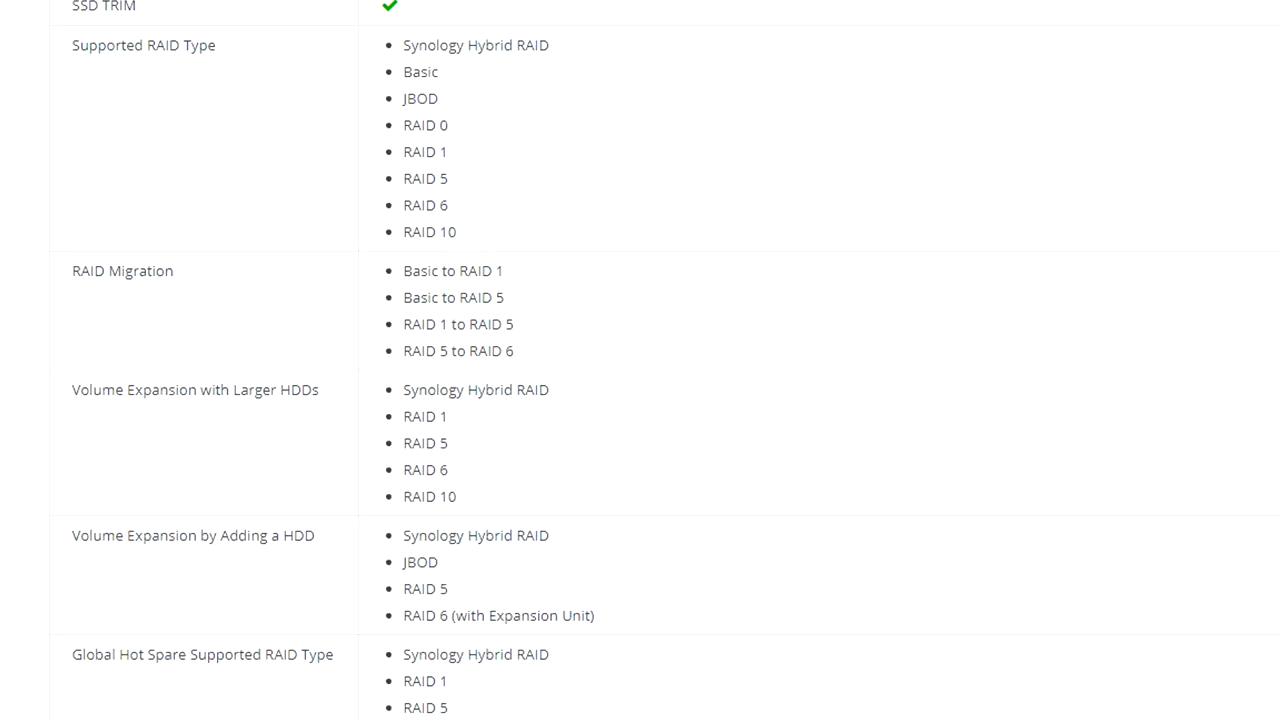 SSD TRIM
Supported RAID Type
Synology Hybrid RAID
Basic
JBOD
RAID 0
RAID 1
RAID 5
RAID 6
RAID 10
RAID Migration
Basic to RAID 1
Basic to RAID 5
RAID 1 to RAID 5
RAID 5 to RAID 6
Volume Expansion with Larger HDDs
Synology Hybrid RAID
RAID 1
RAID 5
RAID 6
RAID 10
Volume Expansion by Adding a HDD
Synology Hybrid RAID
JBOD
RAID 5
RAID 6 (with Expansion Unit)
Global Hot Spare Supported RAID Type
Synology Hybrid RAID
RAID 1
RAID 5